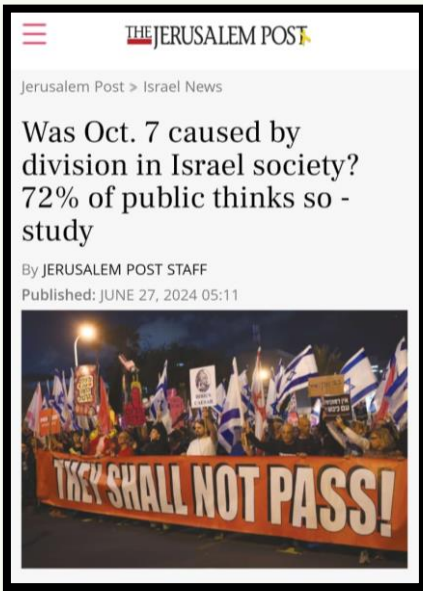 THE JERUSALEM POST
Jerusalem Post > Israel News
Was Oct. 7 caused by
division in Israel society?
72% of public thinks so -
study
By JERUSALEM POST STAFF
Published: JUNE 27, 2024 05:11
THEY SHALL NOT PASS!